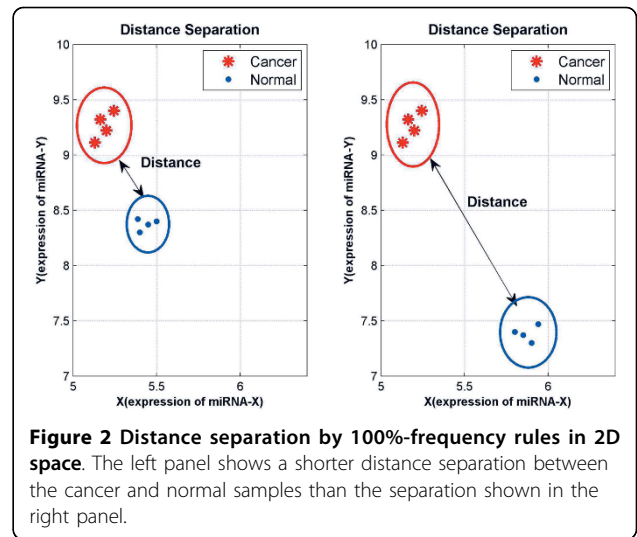 Distance Separation
Cancer
Normal
Distance
Y(expression of miRNA-Y)
10
9.5
9
8.5
8
7.5
7
5
5.5
6
X(expression of miRNA-X)
Distance Separation
Cancer
Normal
Distance
Y(expression of miRNA-Y)
10
9.5
9
8.5
8
7.5
7
5
5.5
6
X(expression of miRNA-X)
Figure 2 Distance separation by 100%-frequency rules in 2D
space. The left panel shows a shorter distance separation between
the cancer and normal samples than the separation shown in the
right panel.